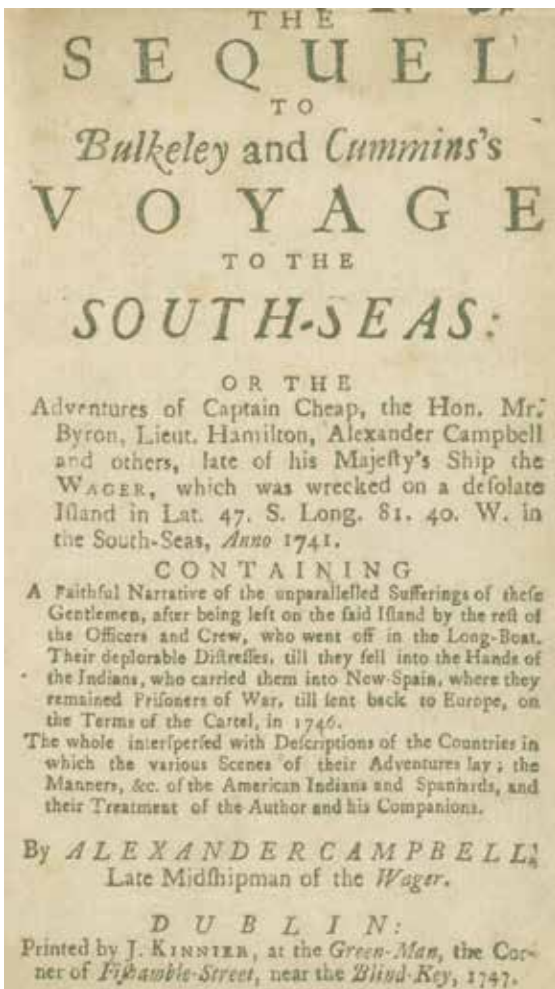 THE
SEQUEL
TO
Bulkeley and Cummins's
VOYAGE
TO THE
SOUTH-SEAS:
OR THE
Adventures of Captain Cheap, the Hon. Mr.
Byron, Lieut. Hamilton, Alexander Campbell
and others, late of his Majeſty's Ship the
WAGER, which was wrecked on a deſolate
Iſland in Lat. 47. S. Long. 81. 40. W. in
the South-Seas, Anno 1741.
CONTAINING
A Faithful Narrative of the unparallelled Sufferings of theſe
Gentlemen, after being left on the ſaid Iſland by the reſt of
the Officers and Crew, who went off in the Long-Boat.
Their deplorable Diſtreſſes, till they fell into the Hands of
the Indians, who carried them into New-Spain, where they
remained Priſoners of War, till ſent back to Europe, on
the Terms of the Cartel, in 1746.
The whole interſperſed with Deſcriptions of the Countries in
which the various Scenes of their Adventures lay; the
Manners, &c. of the American Indians and Spaniards, and
their Treatment of the Author and his Companions.
By ALEXANDER CAMPBELL,
Late Midſhipman of the Wager.
DUBLIN:
Printed by J. KINNIER, at the Green-Man, the Cor-
ner of Fiſhamble-Street, near the Blind-Key, 1747.